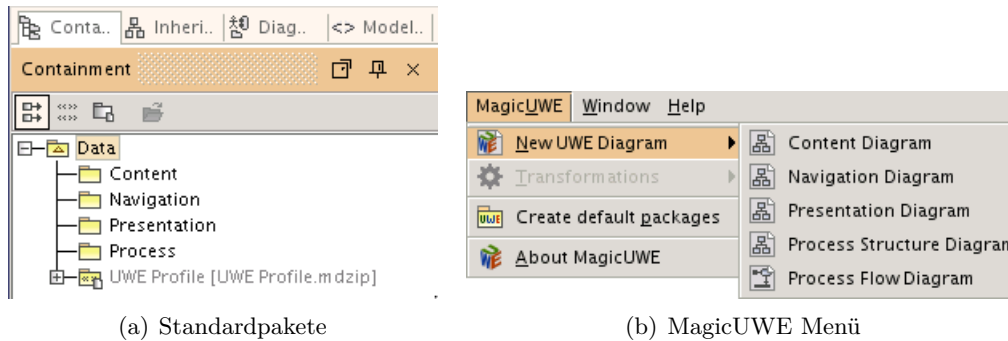 Conta..
Inheri..
Diag..
<> Model..
Containment
Data
Content
Navigation
Presentation
Process
UWE Profile [UWE Profile.mdzip]
(a) Standardpakete
MagicUWE Window Help
New UWE Diagram
Transformations
UWE Create default packages
About MagicUWE
Content Diagram
Navigation Diagram
Presentation Diagram
Process Structure Diagram
Process Flow Diagram
(b) MagicUWE Menü